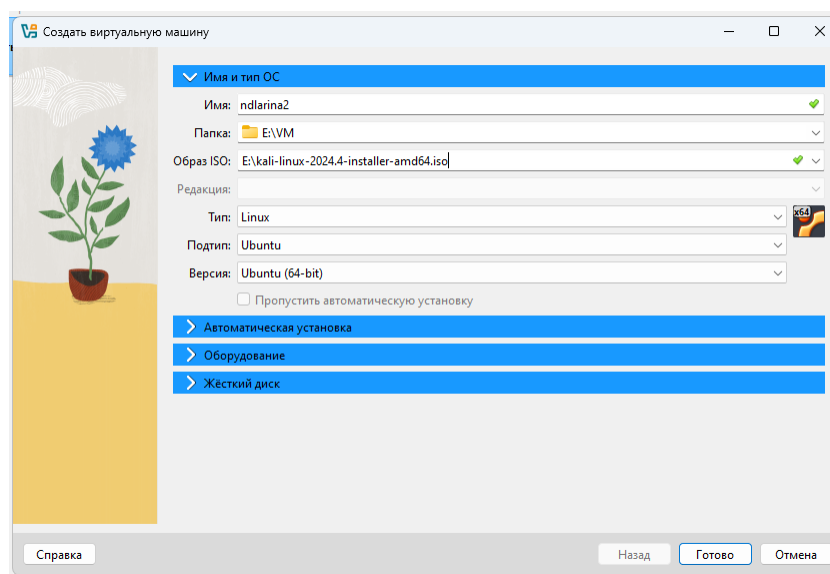 Создать виртуальную машину
Имя и тип ОС
Имя: ndlarina2
Папка: E:\VM
Образ ISO: E:\kali-linux-2024.4-installer-amd64.iso
Редакция:
Тип: Linux
x64
Подтип: Ubuntu
Версия: Ubuntu (64-bit)
Пропустить автоматическую установку
Автоматическая установка
Оборудование
Жёсткий диск
Справка Назад Готово Отмена